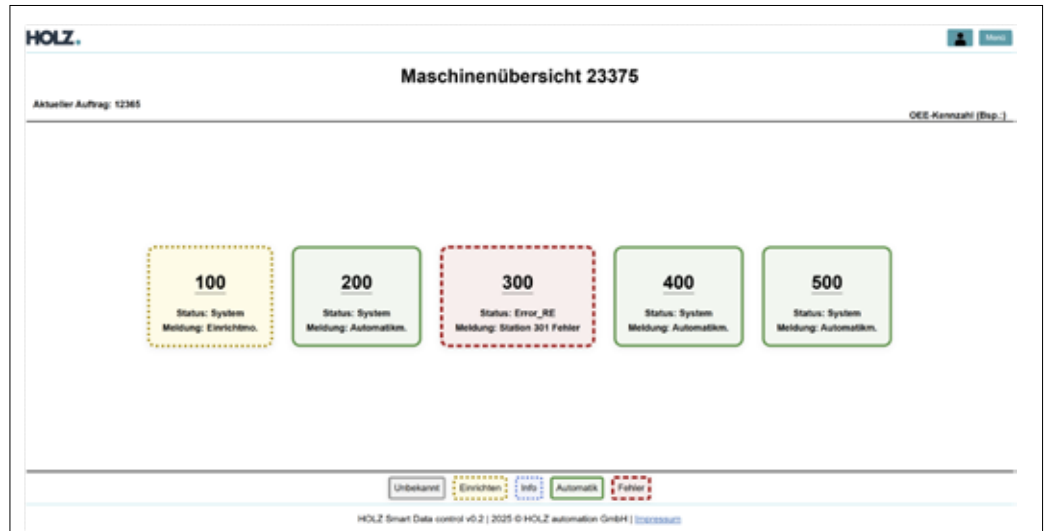 HOLZ.
Menü
Maschinenübersicht 23375
Aktueller Auftrag: 12365
OEE-Kennzahl (Bsp.:)
100
Status: System
Meldung: Einrichtmo.
200
Status: System
Meldung: Automatikm.
300
Status: Error_RE
Meldung: Station 301 Fehler
400
Status: System
Meldung: Automatikm.
500
Status: System
Meldung: Automatikm.
Unbekannt Einrichten Info Automatik Fehler
HOLZ Smart Data control v0.2 | 2025 © HOLZ automation GmbH | Impressum